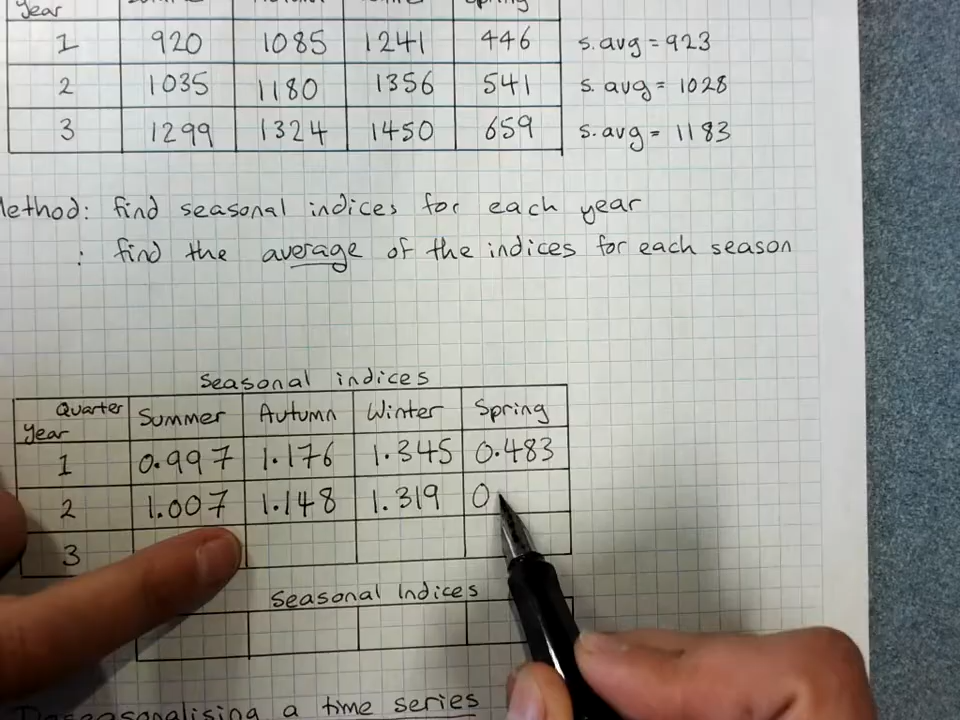 Year
1 920 1085 1241 446 s.avg = 923
2 1035 1180 1356 541 s.avg = 1028
3 1299 1324 1450 659 s.avg = 1183
Method: find seasonal indices for each year
: find the average of the indices for each season
Seasonal indices
Quarter Year Summer Autumn Winter Spring
1 0.997 1.176 1.345 0.483
2 1.007 1.148 1.319 0
3
Seasonal Indices
Deseasonalising a time series